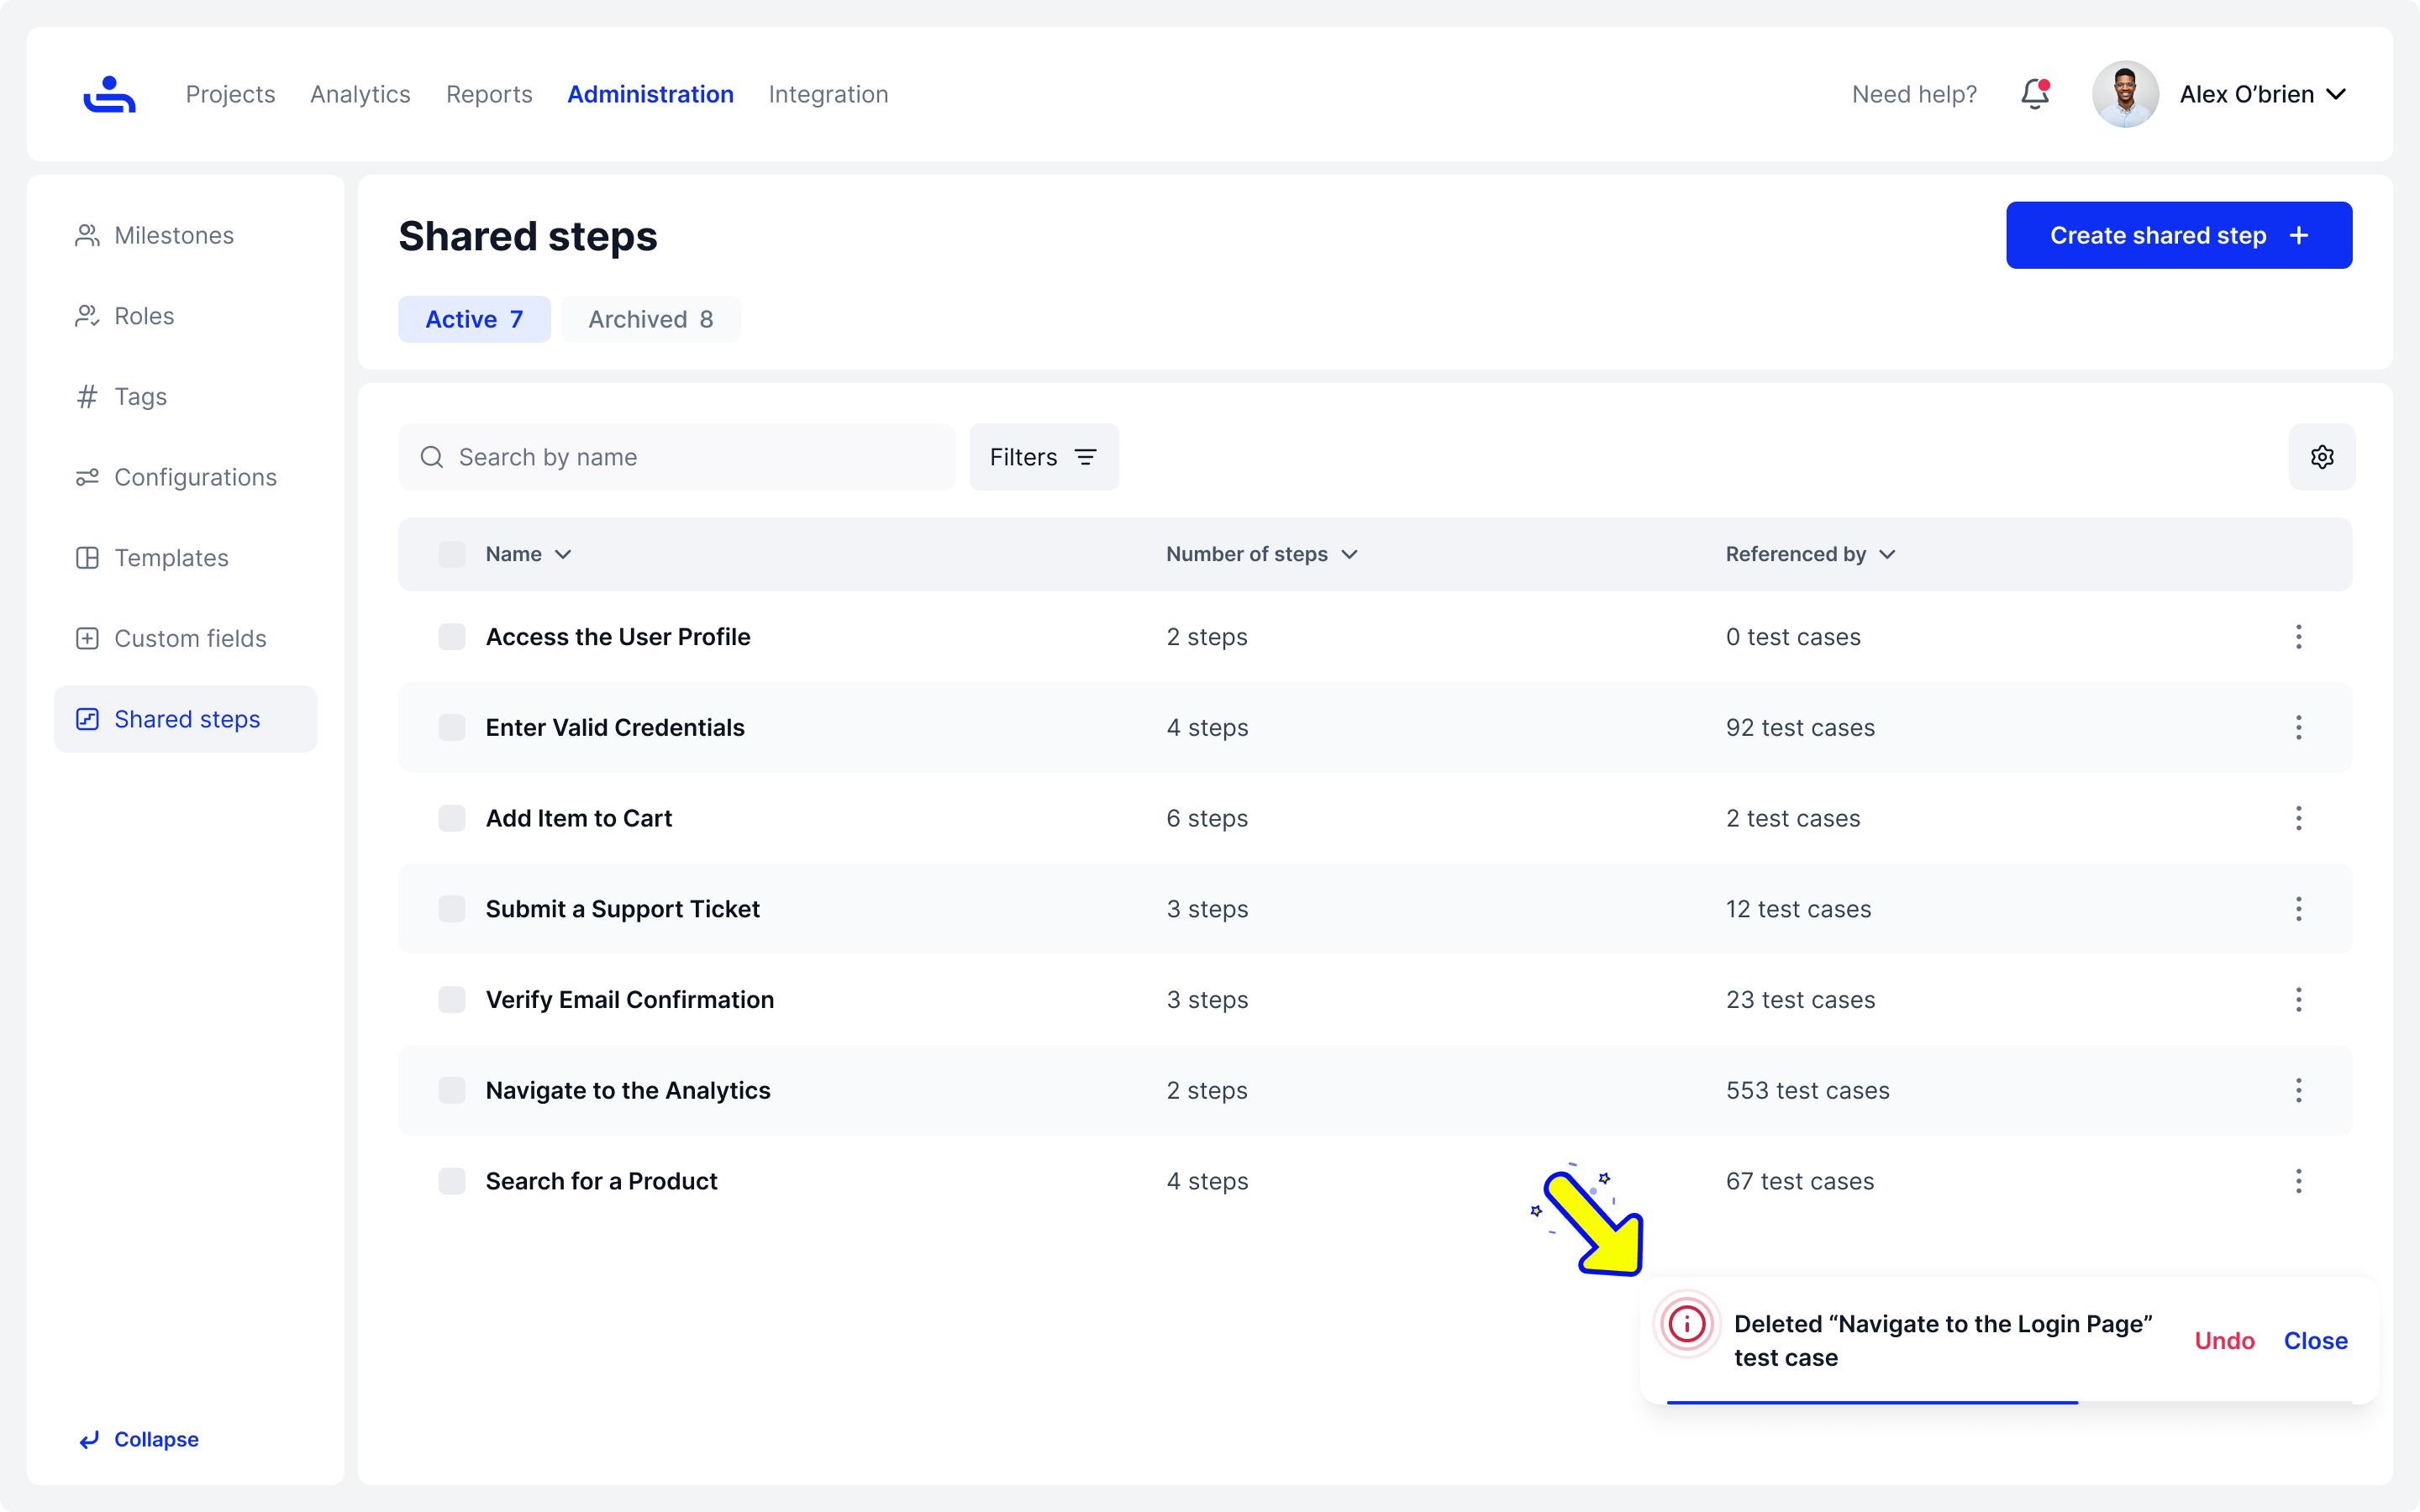 Projects Analytics Reports Administration Integration Need help? Alex O’brien
Milestones
Roles
Tags
Configurations
Templates
Custom fields
Shared steps
Collapse
Shared steps
Create shared step
Active 7 Archived 8
Search by name Filters
Name Number of steps Referenced by
Access the User Profile 2 steps 0 test cases
Enter Valid Credentials 4 steps 92 test cases
Add Item to Cart 6 steps 2 test cases
Submit a Support Ticket 3 steps 12 test cases
Verify Email Confirmation 3 steps 23 test cases
Navigate to the Analytics 2 steps 553 test cases
Search for a Product 4 steps 67 test cases
Deleted “Navigate to the Login Page”
test case
Undo Close